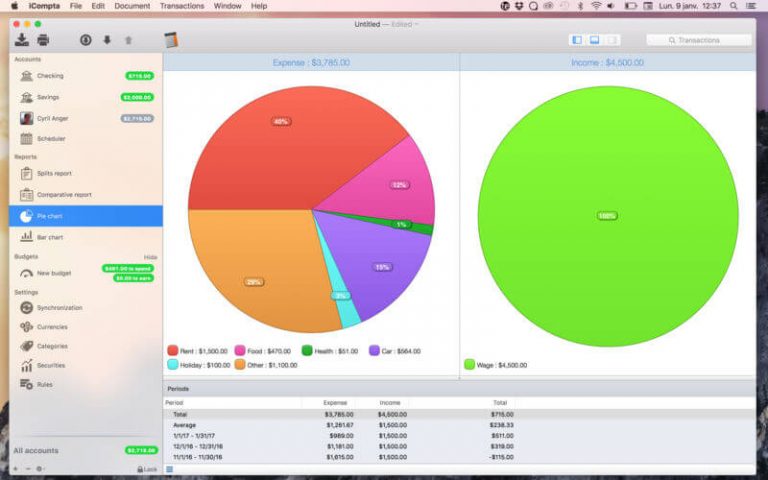 iCompta File Edit Document Transactions Window Help Lun. 9 janv. 12:37
Untitled — Edited
Transactions
Accounts
Checking $715.00
Savings $2,000.00
Cyril Anger $2,715.00
Scheduler
Reports
Splits report
Comparative report
Pie chart
Bar chart
Budgets Hide
New budget
to spend
$0.00 to earn
Settings
Synchronization
Currencies
Categories
Securities
Rules
All accounts
Lock
Expense : $3,785.00 Income : $4,500.00
40%
12%
1%
15%
3%
29%
100%
Rent : $1,500.00 Food : $470.00 Health : $51.00 Car : $564.00
Holiday : $100.00 Other : $1,100.00
Wage : $4,500.00
Periods
Period Expense Income Total
Total $3,785.00 $4,500.00 $715.00
Average $1,261.67 $1,500.00 $238.33
1/1/17 - 1/31/17 $989.00 $1,500.00 $511.00
12/1/16 - 12/31/16 $1,181.00 $1,500.00 $319.00
11/1/16 - 11/30/16 $1,615.00 $1,500.00 -$115.00